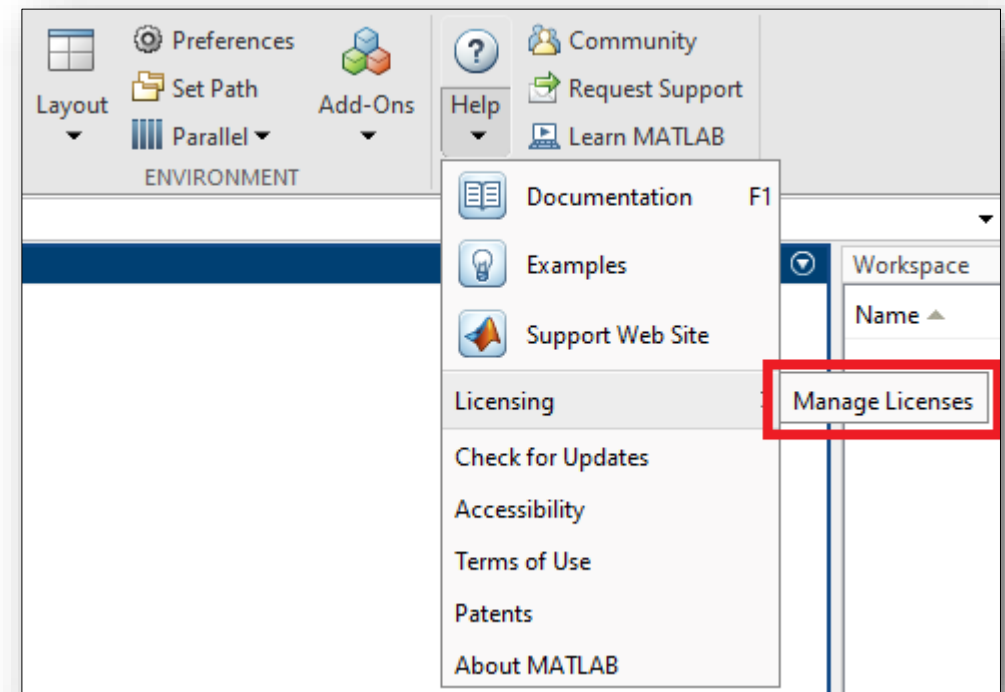 Layout
Preferences
Set Path
Parallel
Add-Ons
ENVIRONMENT
?
Help
Community
Request Support
Learn MATLAB
Documentation F1
Examples
Support Web Site
Licensing
Manage Licenses
Check for Updates
Accessibility
Terms of Use
Patents
About MATLAB
Workspace
Name